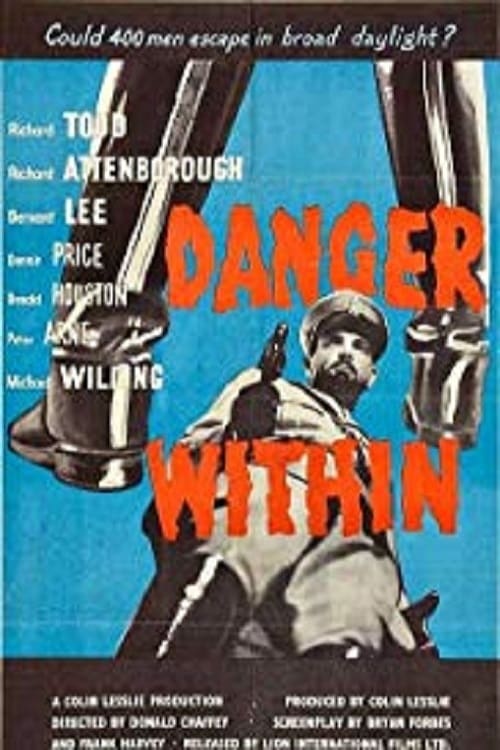 Could 400 men escape in broad daylight?
Richard TODD
Richard ATTENBOROUGH
Bernard LEE
Dennis PRICE
Donald HOUSTON
Peter ARNE
Michael WILDING
DANGER
WITHIN
A COLIN LESSLIE PRODUCTION
DIRECTED BY DONALD CHAFFEY
PRODUCED BY COLIN LESSLIE
SCREENPLAY BY BRYAN FORBES
AND FRANK HARVEY • RELEASED BY LION INTERNATIONAL FILMS LTD.